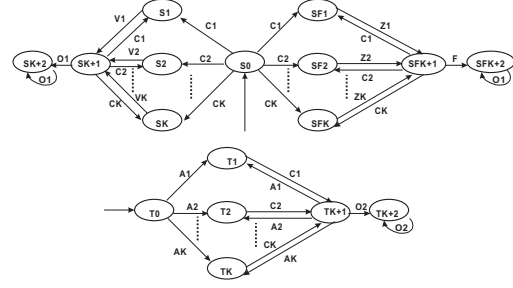 V1 S1 C1 C1 SF1 Z1
C1 C1
SK+2 O1 SK+1 V2 S2 C2 S0 C2 SF2 Z2 SFK+1 F SFK+2
O1 C2 C2 O1
CK VK CK CK ZK CK
SK SFK
T1
A1 C1
A1
T0 A2 T2 C2 TK+1 O2 TK+2
A2 O2
AK CK
TK AK